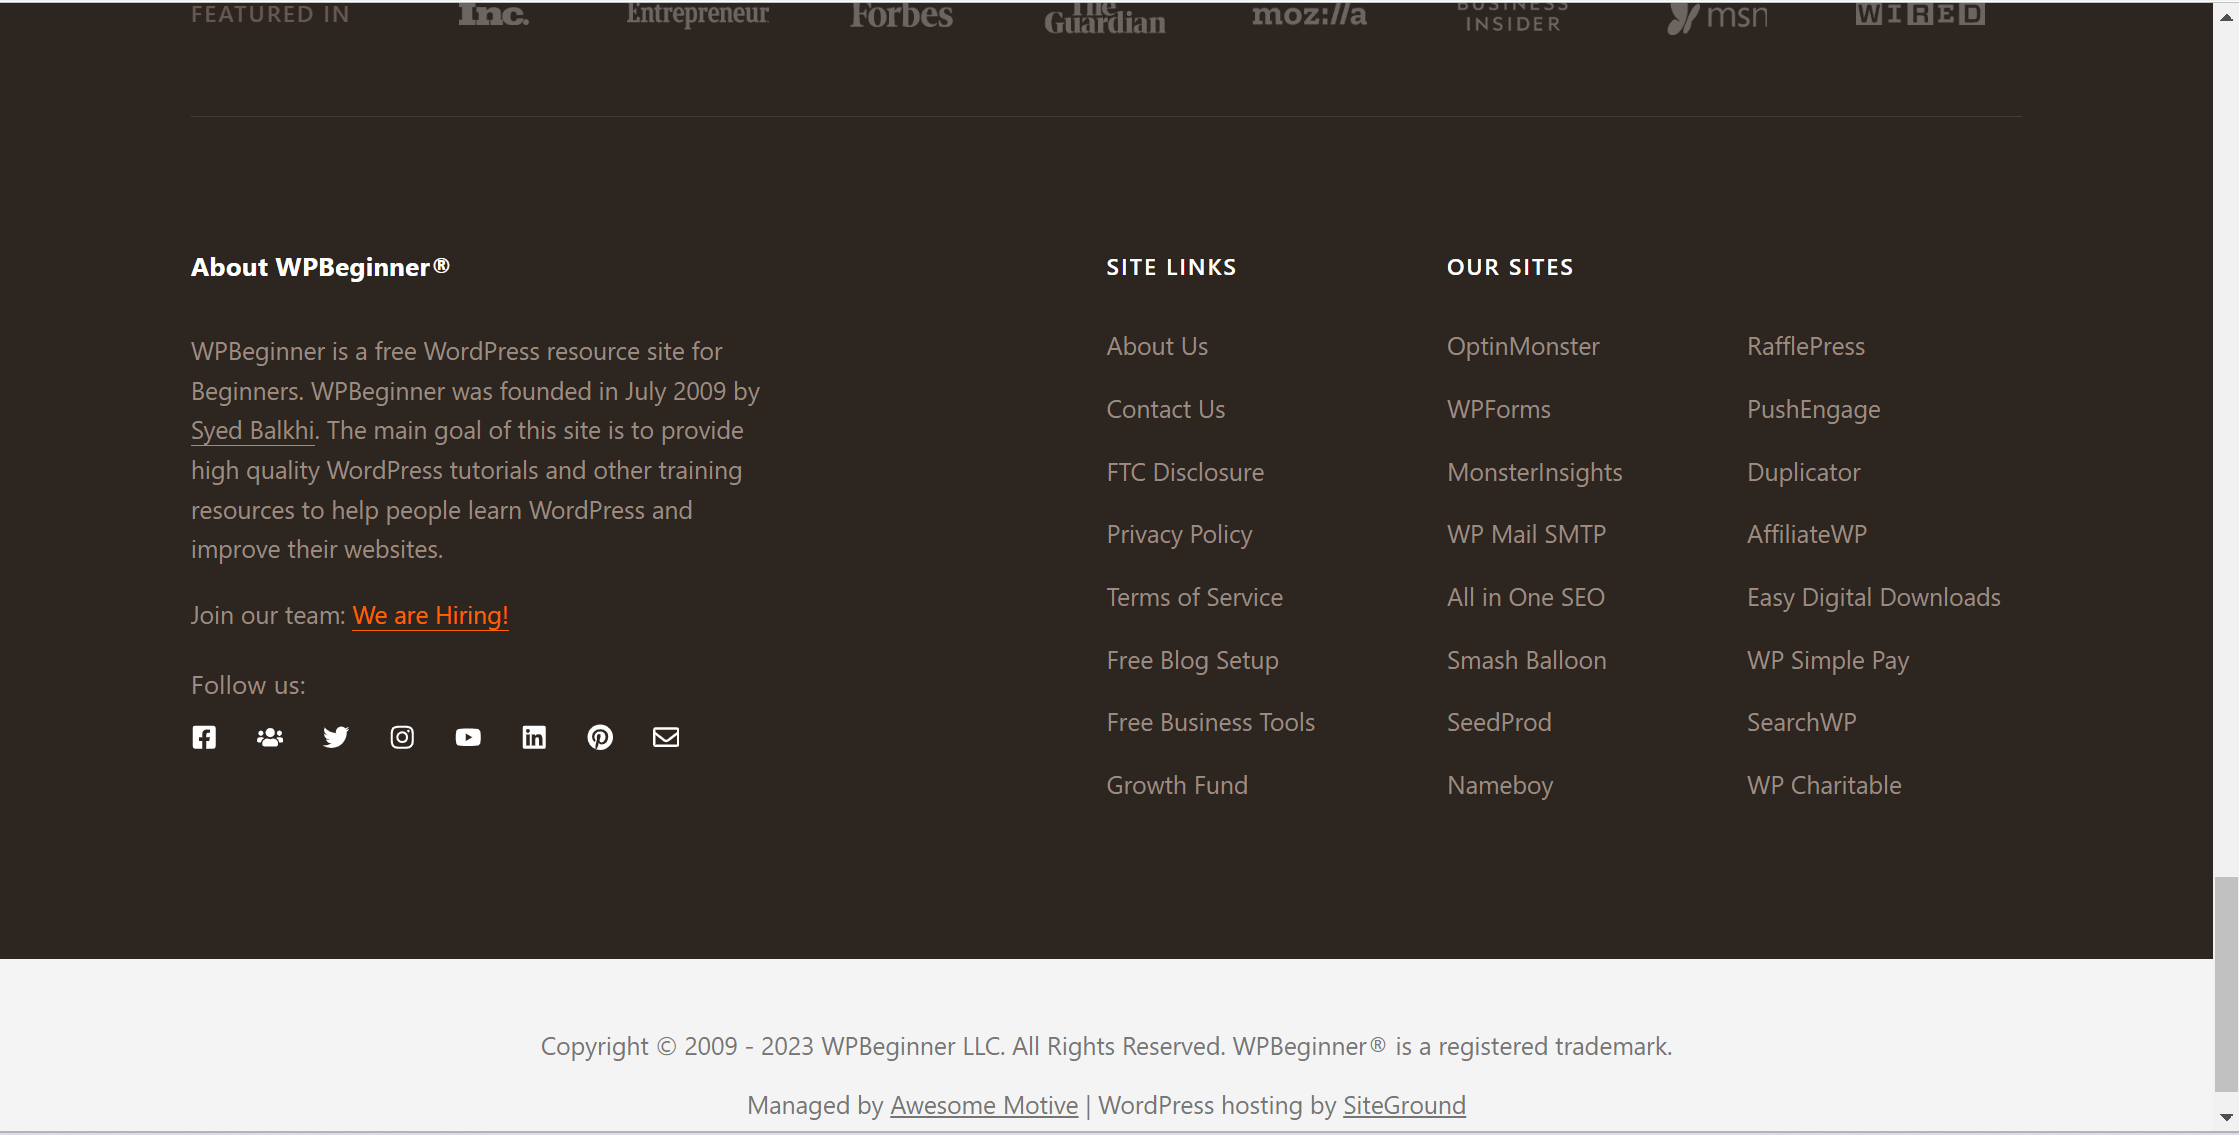 FEATURED IN
Inc.
Entrepreneur
Forbes
The
Guardian
moz://a
BUSINESS
INSIDER
msn
WIRED
About WPBeginner®
WPBeginner is a free WordPress resource site for
Beginners. WPBeginner was founded in July 2009 by
Syed Balkhi. The main goal of this site is to provide
high quality WordPress tutorials and other training
resources to help people learn WordPress and
improve their websites.
Join our team: We are Hiring!
Follow us:
SITE LINKS
About Us
Contact Us
FTC Disclosure
Privacy Policy
Terms of Service
Free Blog Setup
Free Business Tools
Growth Fund
OUR SITES
OptinMonster
WPForms
MonsterInsights
WP Mail SMTP
All in One SEO
Smash Balloon
SeedProd
Nameboy
RafflePress
PushEngage
Duplicator
AffiliateWP
Easy Digital Downloads
WP Simple Pay
SearchWP
WP Charitable
Copyright © 2009 - 2023 WPBeginner LLC. All Rights Reserved. WPBeginner® is a registered trademark.
Managed by Awesome Motive | WordPress hosting by SiteGround